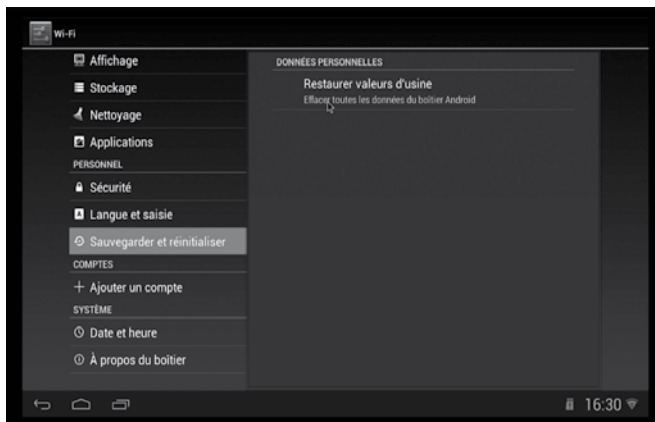 Wi-Fi
Affichage
Stockage
Nettoyage
Applications
PERSONNEL
Sécurité
Langue et saisie
Sauvegarder et réinitialiser
COMPTES
Ajouter un compte
SYSTÈME
Date et heure
À propos du boîtier
DONNÉES PERSONNELLES
Restaurer valeurs d'usine
Effacer toutes les données du boîtier Android
16:30